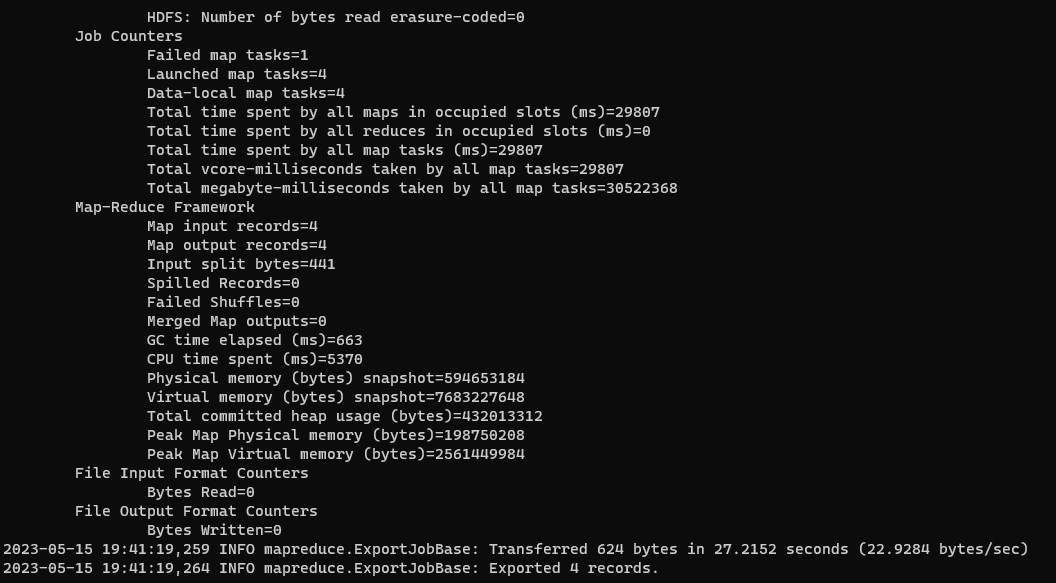 HDFS: Number of bytes read erasure-coded=0
Job Counters
Failed map tasks=1
Launched map tasks=4
Data-local map tasks=4
Total time spent by all maps in occupied slots (ms)=29807
Total time spent by all reduces in occupied slots (ms)=0
Total time spent by all map tasks (ms)=29807
Total vcore-milliseconds taken by all map tasks=29807
Total megabyte-milliseconds taken by all map tasks=30522368
Map-Reduce Framework
Map input records=4
Map output records=4
Input split bytes=441
Spilled Records=0
Failed Shuffles=0
Merged Map outputs=0
GC time elapsed (ms)=663
CPU time spent (ms)=5370
Physical memory (bytes) snapshot=594653184
Virtual memory (bytes) snapshot=7683227648
Total committed heap usage (bytes)=432013312
Peak Map Physical memory (bytes)=198750208
Peak Map Virtual memory (bytes)=2561449984
File Input Format Counters
Bytes Read=0
File Output Format Counters
Bytes Written=0
2023-05-15 19:41:19,259 INFO mapreduce.ExportJobBase: Transferred 624 bytes in 27.2152 seconds (22.9284 bytes/sec)
2023-05-15 19:41:19,264 INFO mapreduce.ExportJobBase: Exported 4 records.